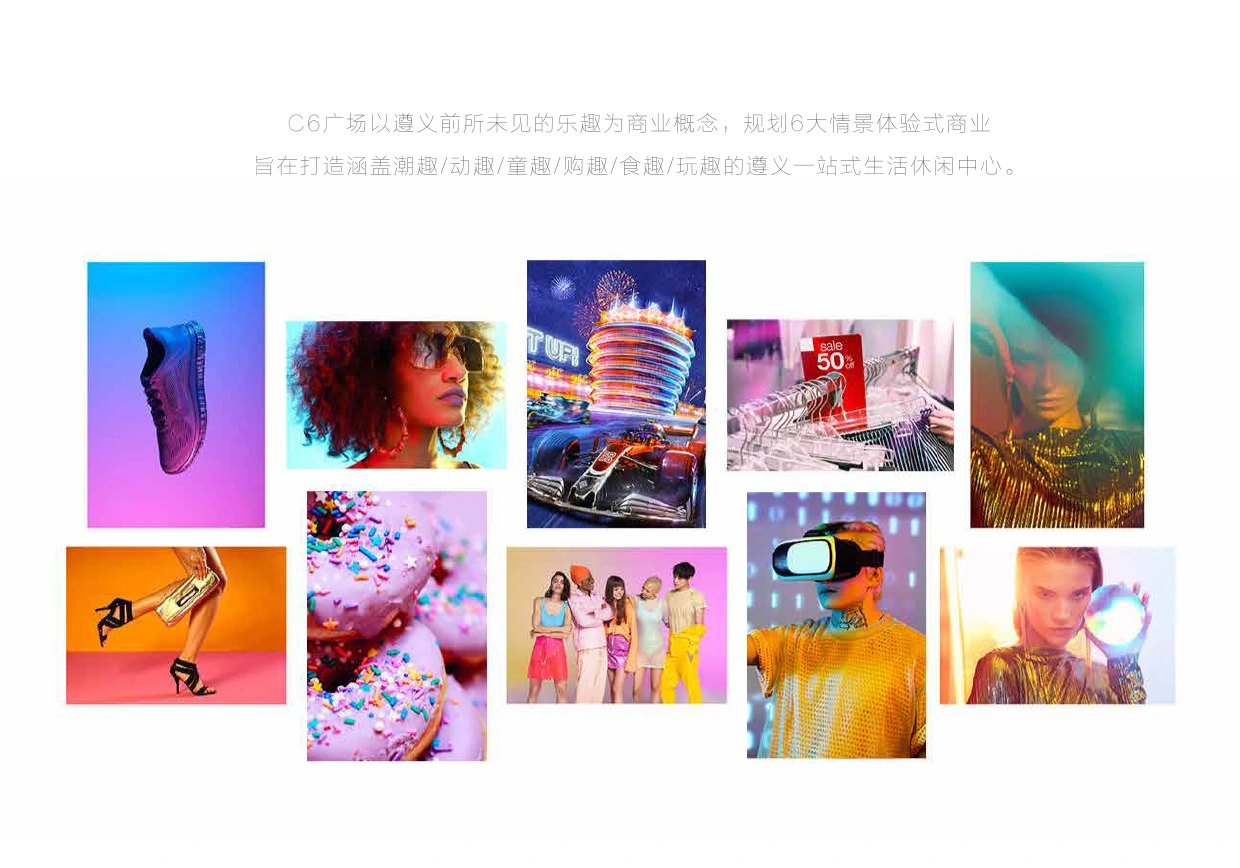 C6广场以遵义前所未见的乐趣为商业概念，规划6大情景体验式商业
旨在打造涵盖潮趣/动趣/童趣/购趣/食趣/玩趣的遵义一站式生活休闲中心。
T UP!
sale
50% off